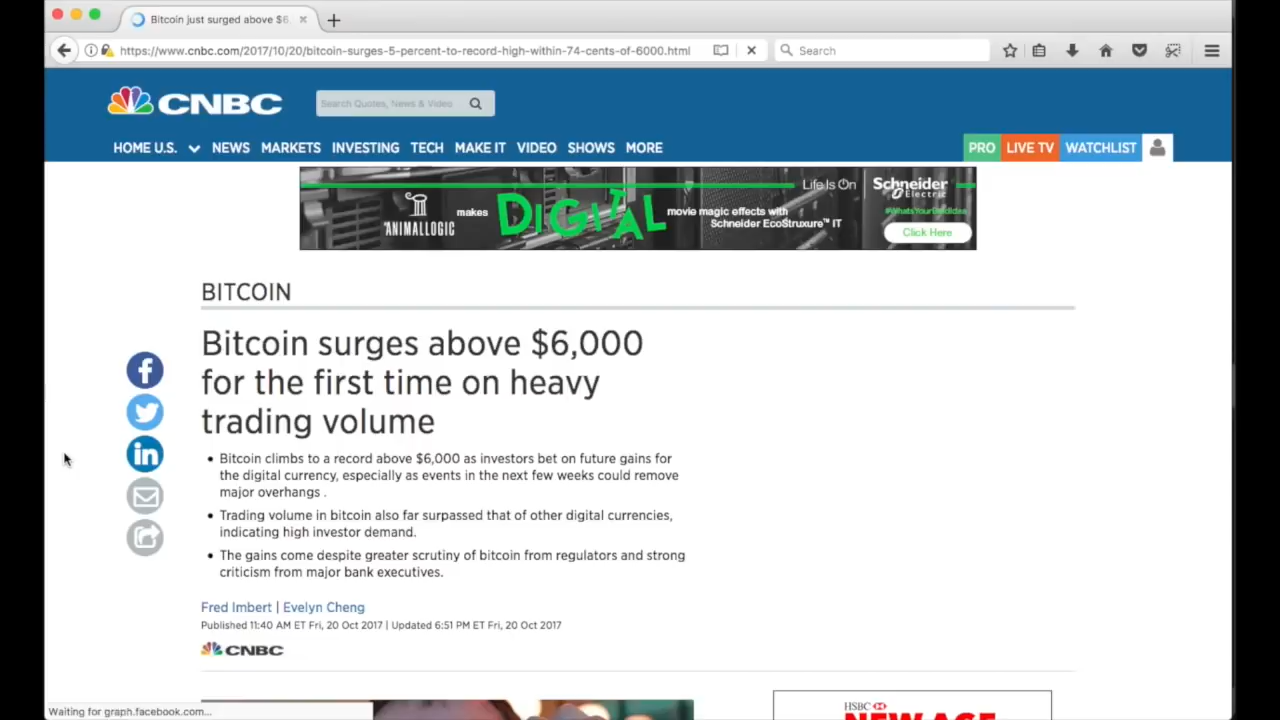 Bitcoin just surged above $6
https://www.cnbc.com/2017/10/20/bitcoin-surges-5-percent-to-record-high-within-74-cents-of-6000.html
Search
CNBC
Search Quotes, News & Video
HOME U.S. NEWS MARKETS INVESTING TECH MAKE IT VIDEO SHOWS MORE
PRO LIVE TV WATCHLIST
ANIMALLOGIC makes DIGITAL movie magic effects with
Schneider EcoStruxure™ IT
Life Is On
Schneider
Electric
#WhatsYourBoldIdea
Click Here
BITCOIN
Bitcoin surges above $6,000
for the first time on heavy
trading volume
• Bitcoin climbs to a record above $6,000 as investors bet on future gains for
the digital currency, especially as events in the next few weeks could remove
major overhangs .
• Trading volume in bitcoin also far surpassed that of other digital currencies,
indicating high investor demand.
• The gains come despite greater scrutiny of bitcoin from regulators and strong
criticism from major bank executives.
Fred Imbert | Evelyn Cheng
Published 11:40 AM ET Fri, 20 Oct 2017 | Updated 6:51 PM ET Fri, 20 Oct 2017
CNBC
HSBC
NEW AGE
Waiting for graph.facebook.com...